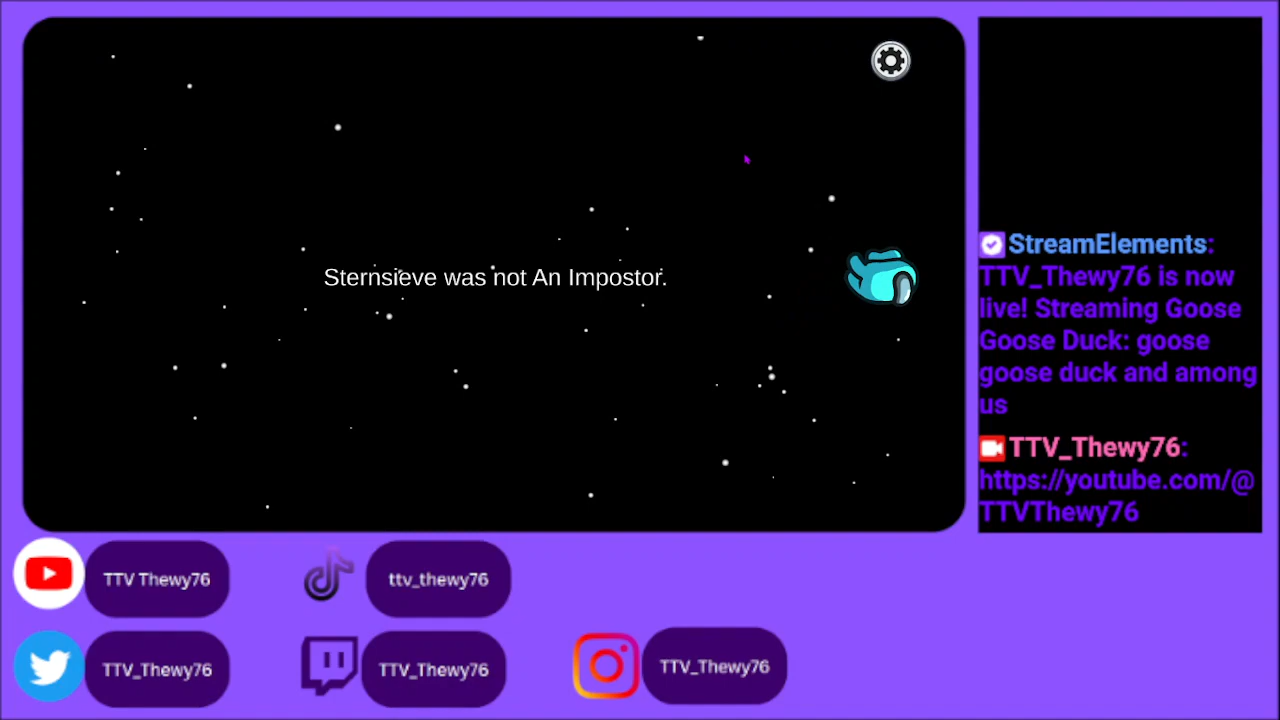 Sternsieve was not An Impostor.
StreamElements:
TTV_Thewy76 is now
live! Streaming Goose
Goose Duck: goose
goose duck and among
us
TTV_Thewy76:
https://youtube.com/@
TTVThewy76
TTV Thewy76
ttv_thewy76
TTV_Thewy76
TTV_Thewy76
TTV_Thewy76